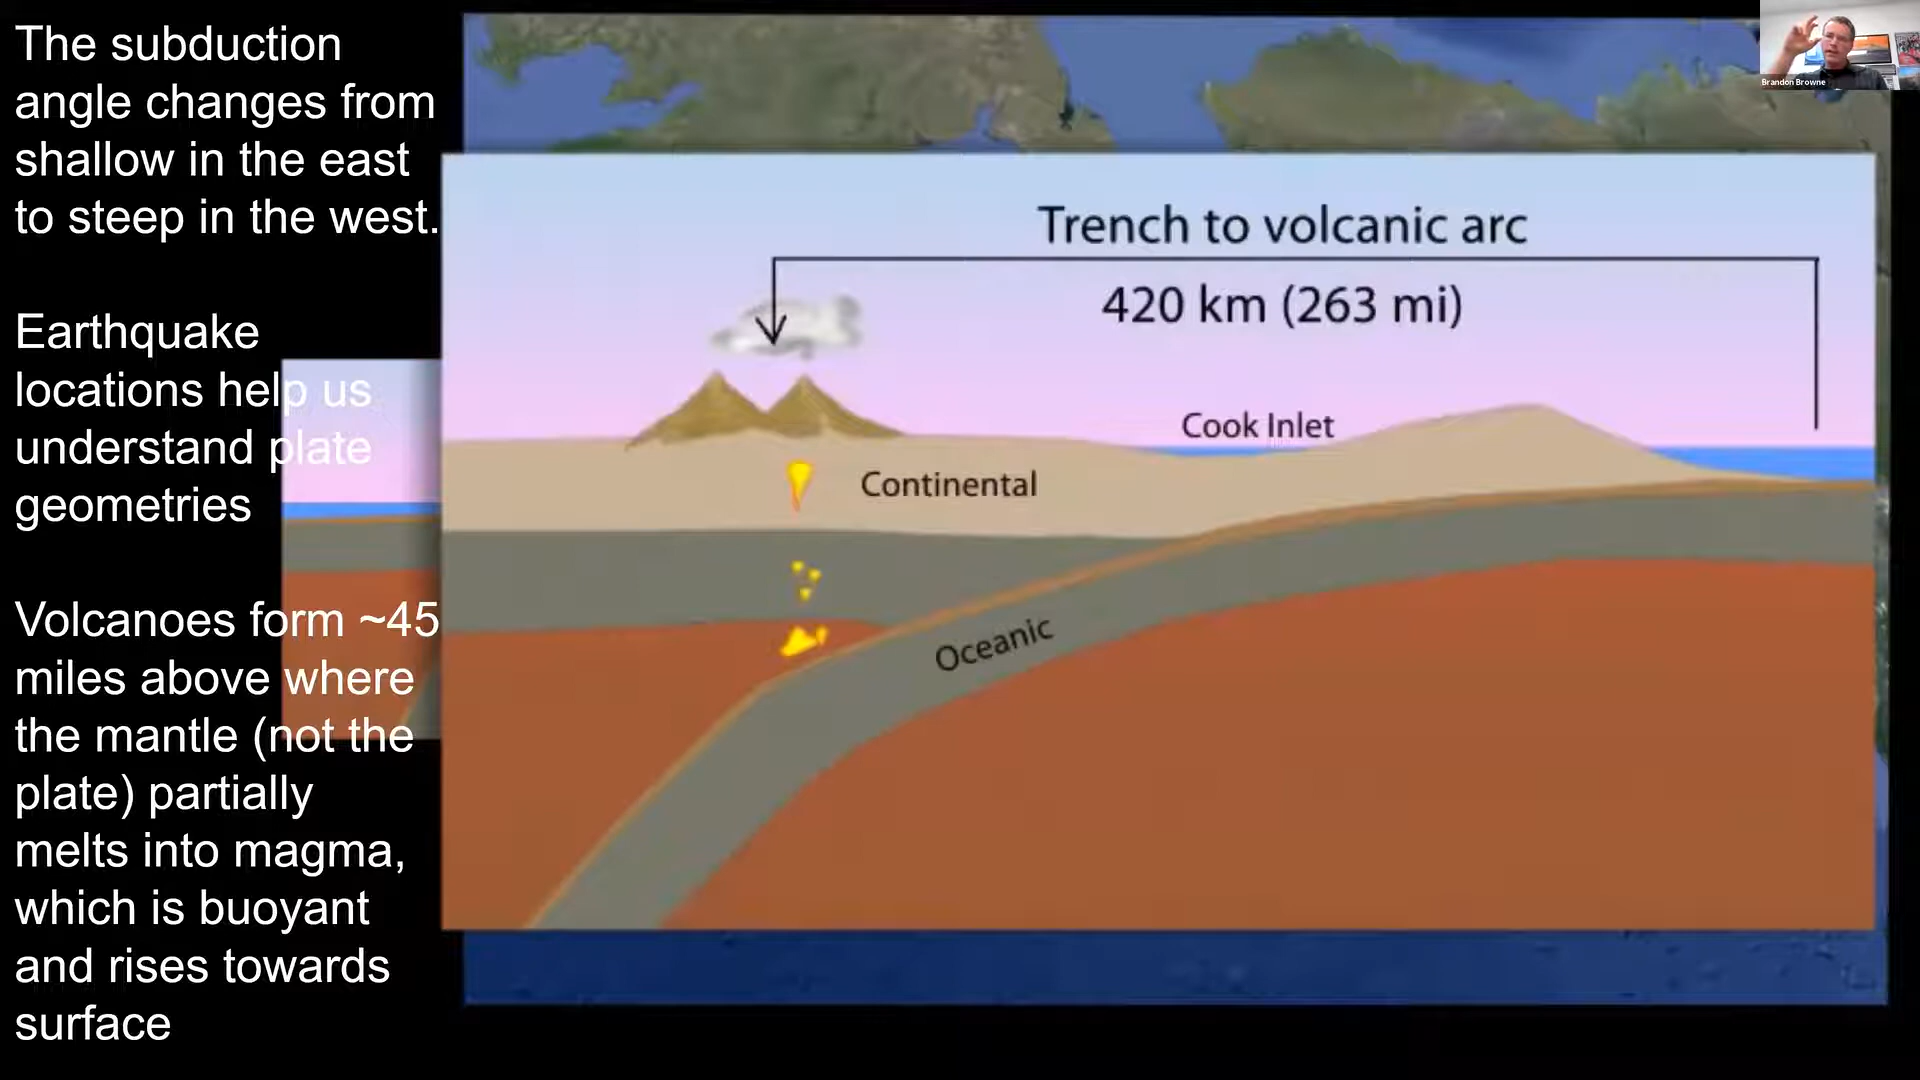 The subduction
angle changes from
shallow in the east
to steep in the west.
Earthquake
locations help us
understand plate
geometries
Volcanoes form ~45
miles above where
the mantle (not the
plate) partially
melts into magma,
which is buoyant
and rises towards
surface
Trench to volcanic arc
420 km (263 mi)
Cook Inlet
Continental
Oceanic
Brandon Browne